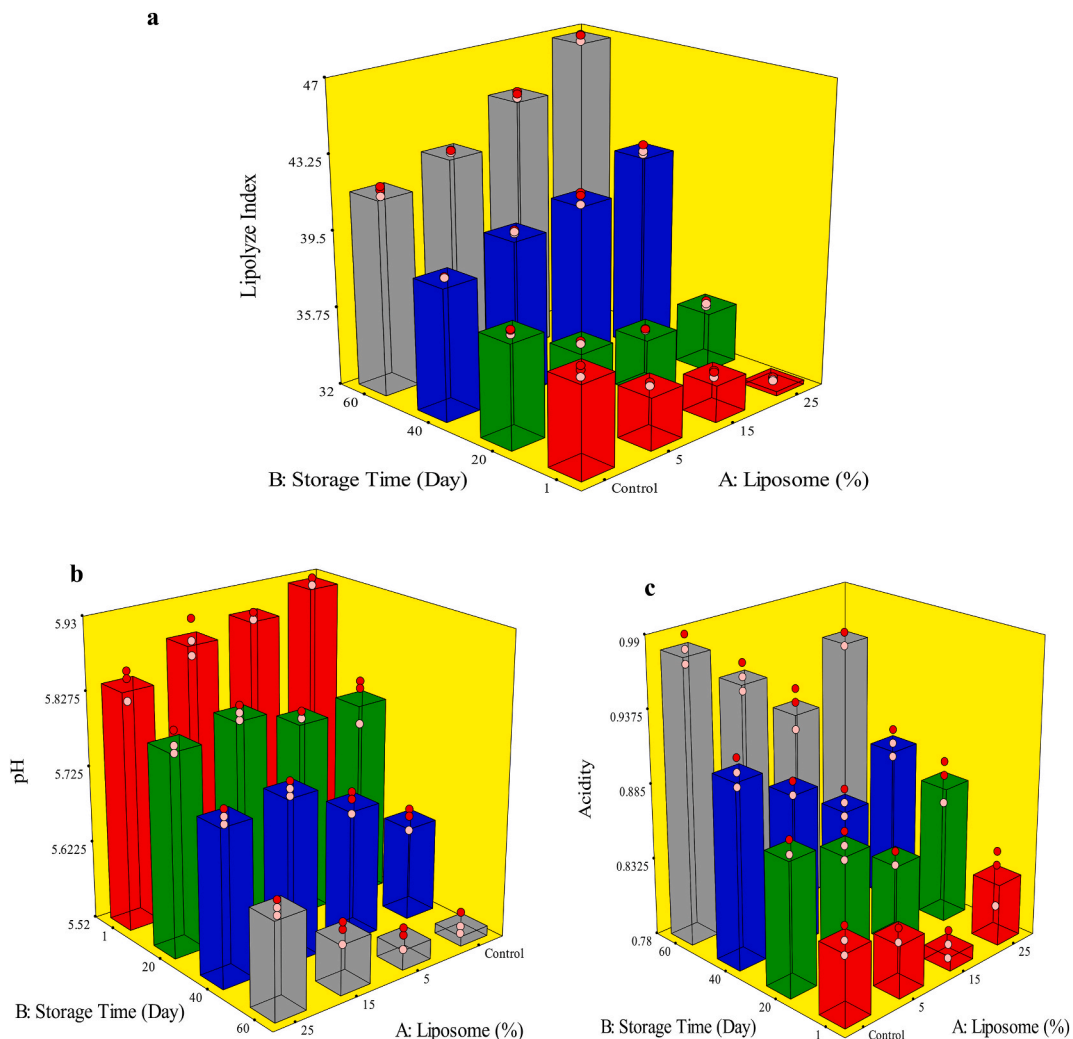 a
47
43.25
39.5
35.75
32
Lipolyze Index
60
40
20
1
B: Storage Time (Day)
Control
5
15
25
A: Liposome (%)
b
5.93
5.8275
5.725
5.6225
5.52
pH
1
20
40
60
B: Storage Time (Day)
25
15
5
Control
A: Liposome (%)
c
0.99
0.9375
0.885
0.8325
0.78
Acidity
60
40
20
1
B: Storage Time (Day)
Control
5
15
25
A: Liposome (%)